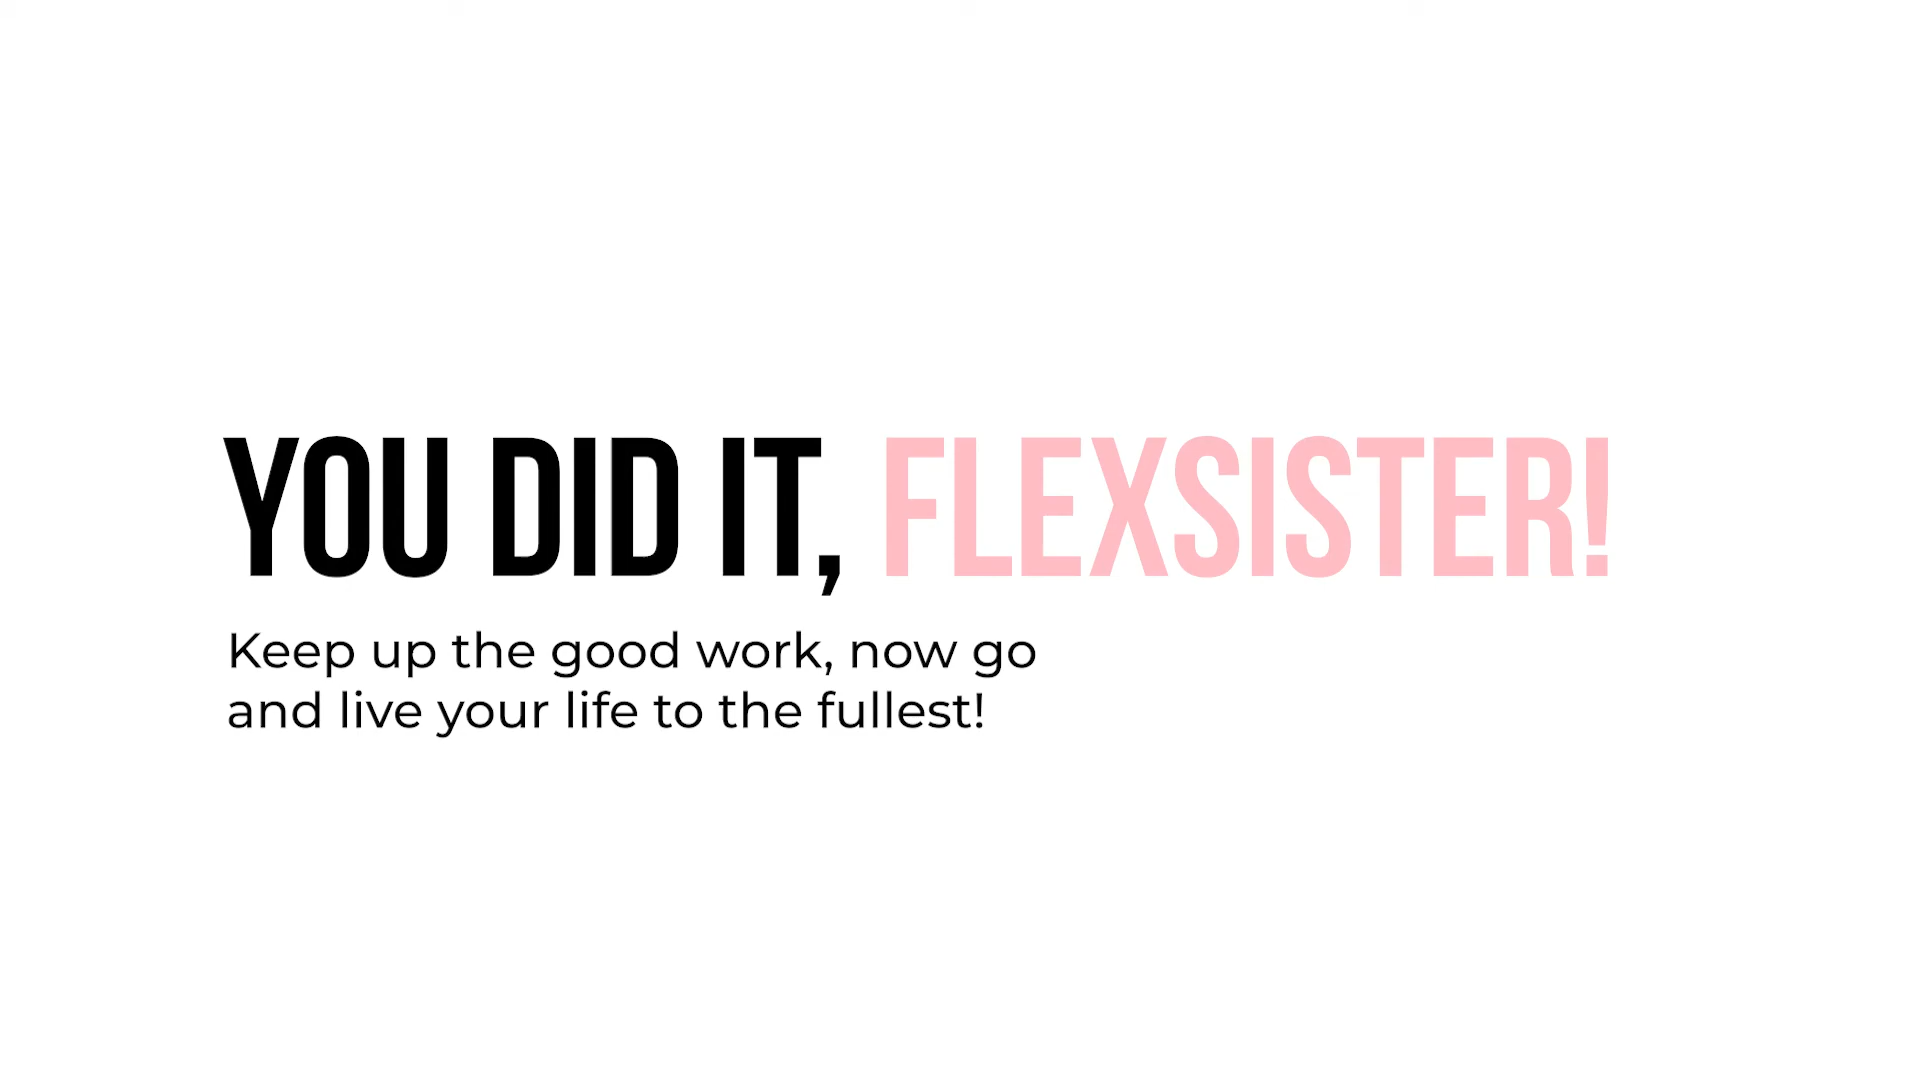 YOU DID IT, FLEXSISTER!
Keep up the good work, now go
and live your life to the fullest!